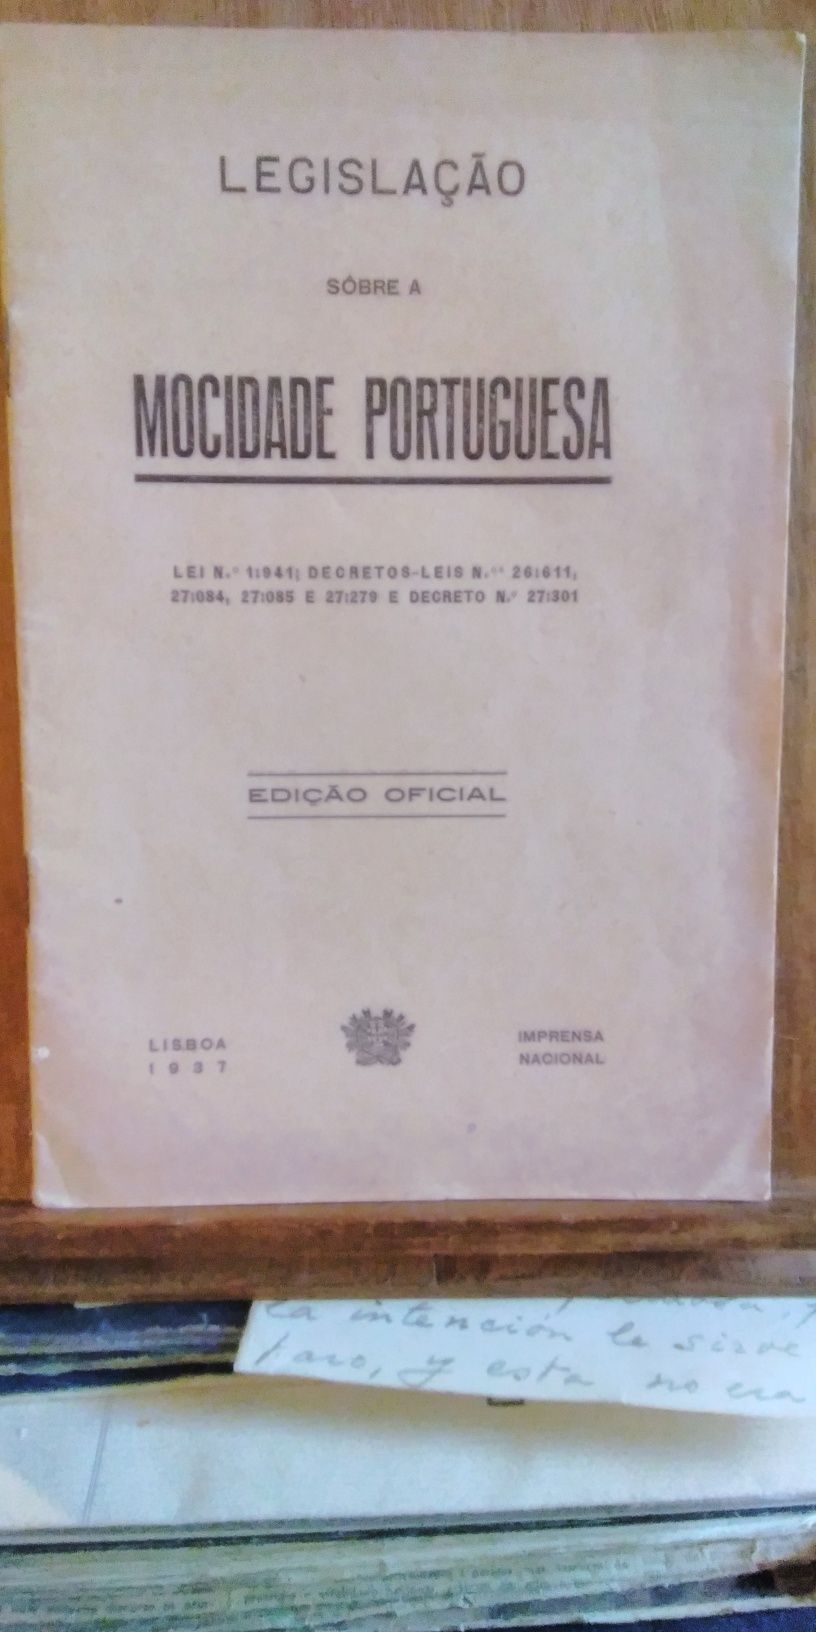 LEGISLAÇÃO
SÔBRE A
MOCIDADE PORTUGUESA
LEI N.º 1:941; DECRETOS-LEIS N.ºˢ 26:611,
27:084, 27:085 E 27:279 E DECRETO N.º 27:301
EDIÇÃO OFICIAL
LISBOA
1937
IMPRENSA
NACIONAL
la intención le sirve
y esta no era